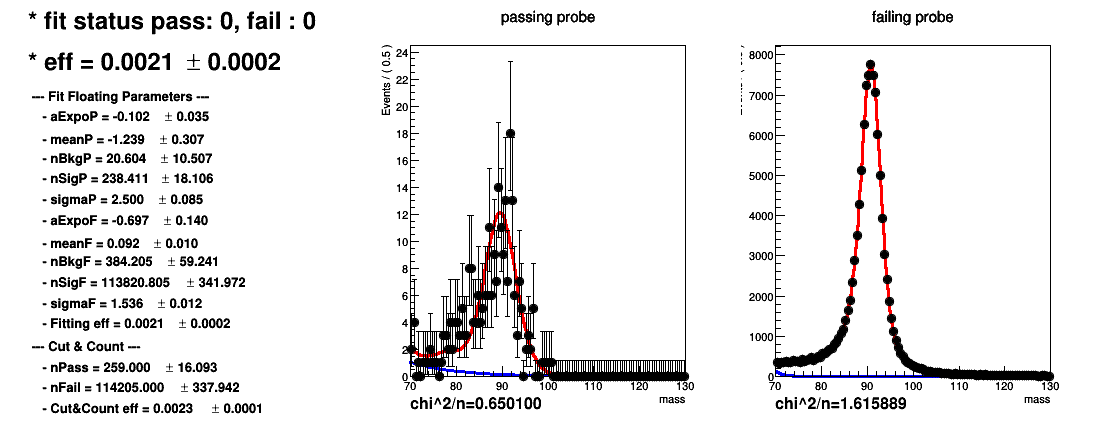 * fit status pass: 0, fail : 0
* eff = 0.0021 ± 0.0002
--- Fit Floating Parameters ---
- aExpoP = -0.102 ± 0.035
- meanP = -1.239 ± 0.307
- nBkgP = 20.604 ± 10.507
- nSigP = 238.411 ± 18.106
- sigmaP = 2.500 ± 0.085
- aExpoF = -0.697 ± 0.140
- meanF = 0.092 ± 0.010
- nBkgF = 384.205 ± 59.241
- nSigF = 113820.805 ± 341.972
- sigmaF = 1.536 ± 0.012
- Fitting eff = 0.0021 ± 0.0002
--- Cut & Count ---
- nPass = 259.000 ± 16.093
- nFail = 114205.000 ± 337.942
- Cut&Count eff = 0.0023 ± 0.0001
passing probe
Events / ( 0.5 )
24
22
20
18
16
14
12
10
8
6
4
2
0
70 80 90 100 110 120 130
mass
chi^2/n=0.650100
failing probe
8000
7000
6000
5000
4000
3000
2000
1000
0
70 80 90 100 110 120 130
mass
chi^2/n=1.615889